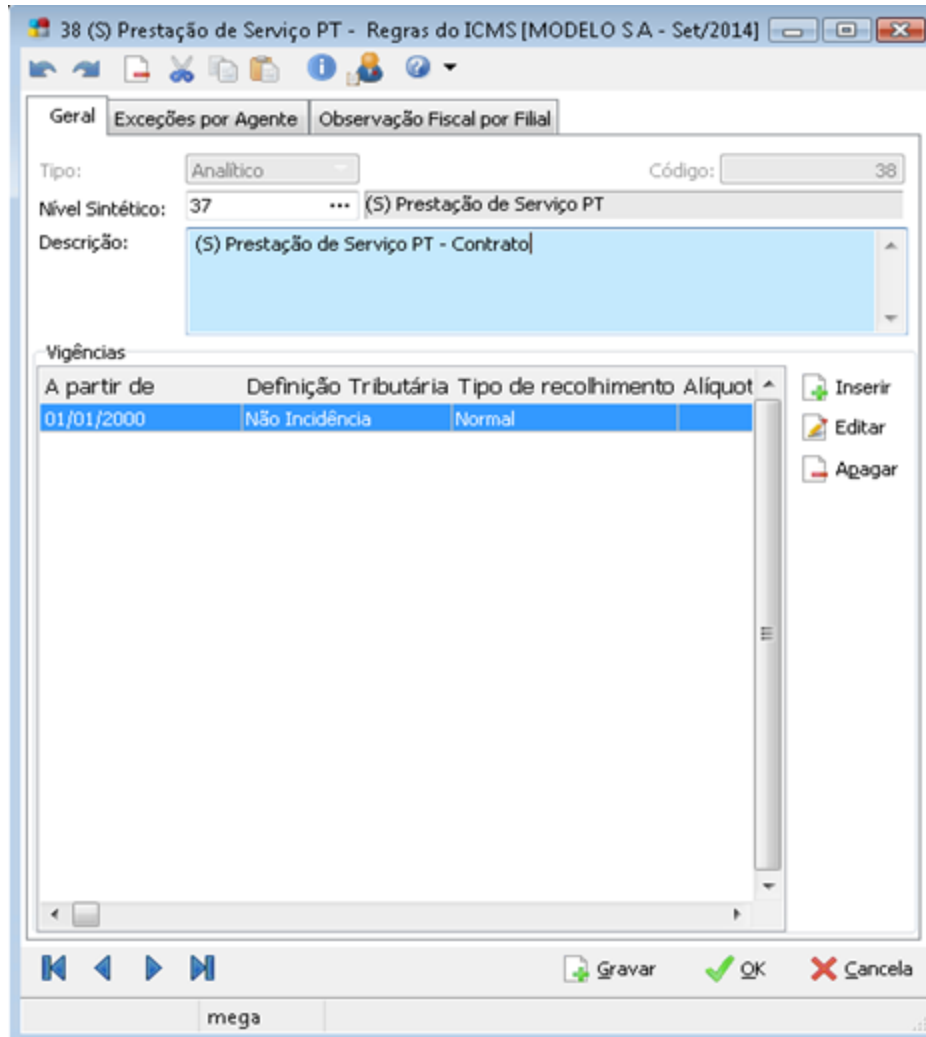 38 (S) Prestação de Serviço PT - Regras do ICMS [MODELO S A - Set/2014]
Geral Exceções por Agente Observação Fiscal por Filial
Tipo: Analítico Código: 38
Nível Sintético: 37 ... (S) Prestação de Serviço PT
Descrição: (S) Prestação de Serviço PT - Contrato
Vigências
A partir de Definição Tributária Tipo de recolhimento Alíquot
Inserir
01/01/2000 Não Incidência Normal
Editar
Apagar
Gravar OK Cancela
mega